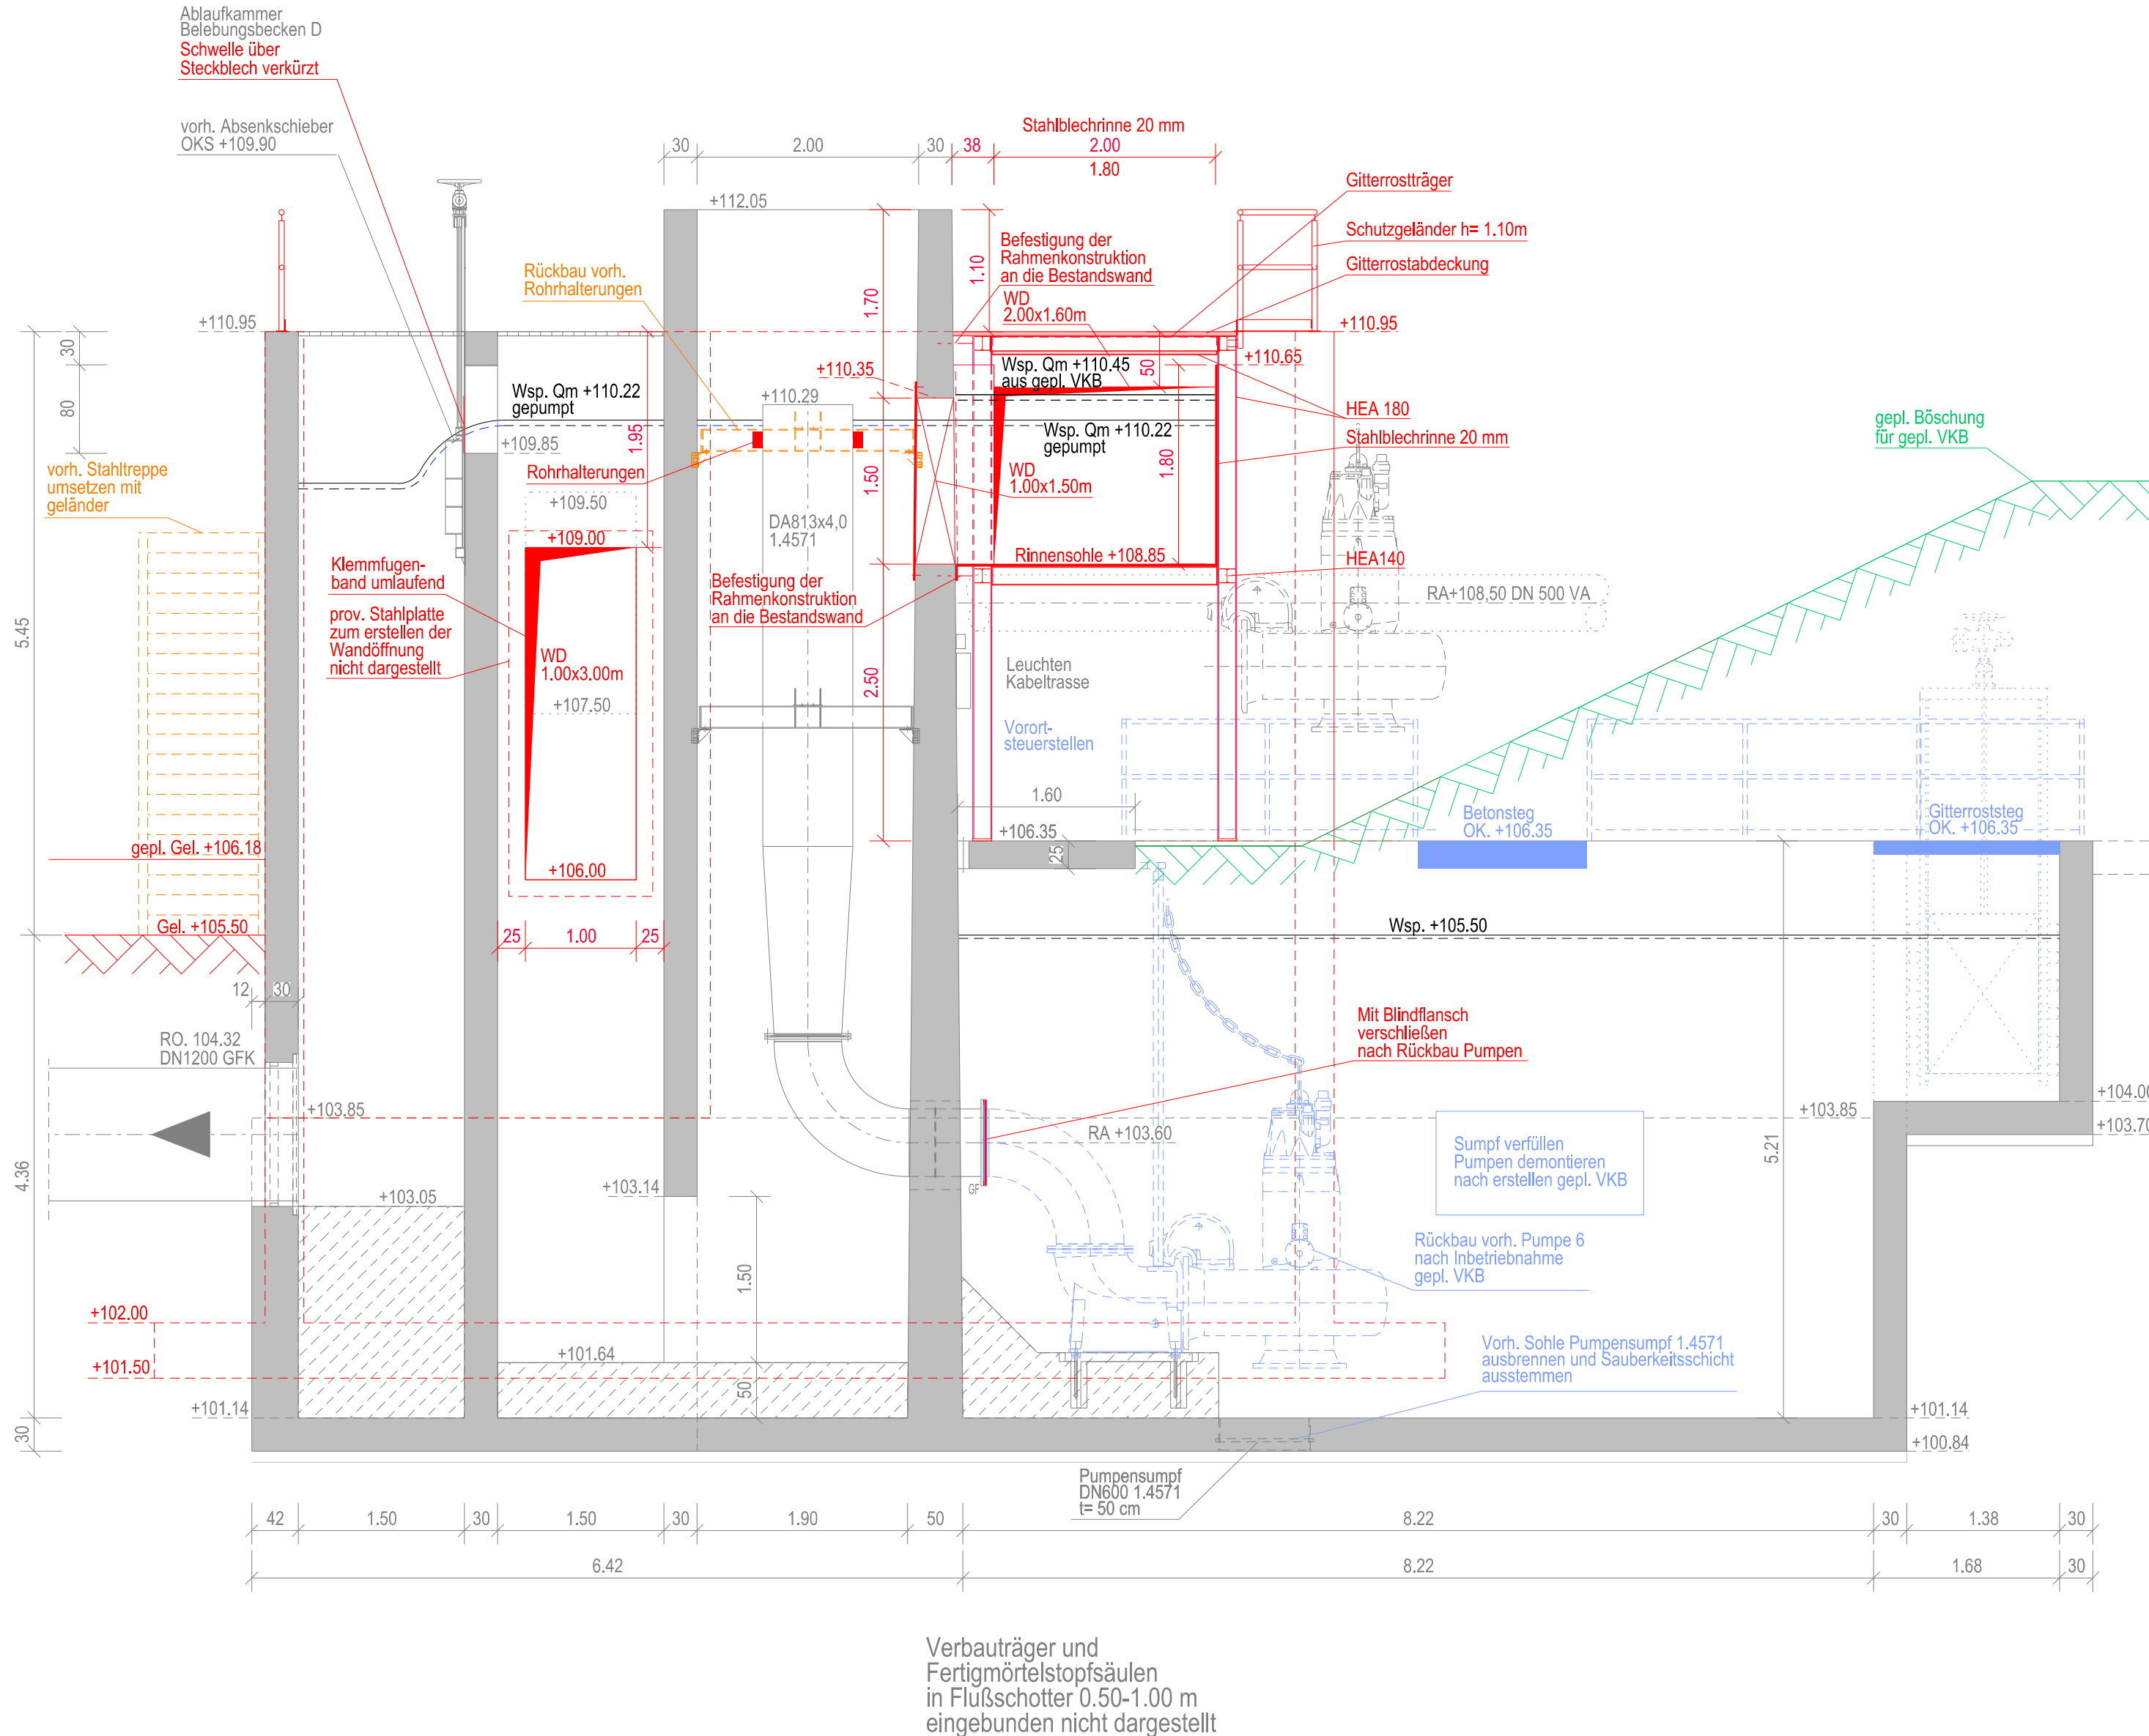 Ablaufkammer
Belebungsbecken D
Schwelle über
Steckblech verkürzt
vorh. Absenkschieber
OKS +109.90
30
2.00
30
38
Stahlblechrinne 20 mm
2.00
1.80
+112.05
Gitterrostträger
Schutzgeländer h= 1.10m
Gitterrostabdeckung
Befestigung der
Rahmenkonstruktion
an die Bestandswand
1.10
1.70
WD
2.00x1.60m
Rückbau vorh.
Rohrhalterungen
+110.95
+110.95
30
80
Wsp. Qm +110.22
gepumpt
1.95
+109.85
+110.35
+110.29
Wsp. Qm +110.45
aus gepl. VKB
50
+110.65
HEA 180
Stahlblechrinne 20 mm
Wsp. Qm +110.22
gepumpt
1.80
1.50
WD
1.00x1.50m
gepl. Böschung
für gepl. VKB
vorh. Stahltreppe
umsetzen mit
geländer
Rohrhalterungen
+109.50
+109.00
DA813x4,0
1.4571
Rinnensohle +108.85
HEA140
Klemmfugen-
band umlaufend
prov. Stahlplatte
zum erstellen der
Wandöffnung
nicht dargestellt
Befestigung der
Rahmenkonstruktion
an die Bestandswand
RA+108,50 DN 500 VA
5.45
WD
1.00x3.00m
+107.50
2.50
Leuchten
Kabeltrasse
Vorort-
steuerstellen
1.60
+106.35
25
Betonsteg
OK. +106.35
Gitterroststeg
OK. +106.35
gepl. Gel. +106.18
+106.00
Gel. +105.50
25
1.00
25
Wsp. +105.50
12
30
RO. 104.32
DN1200 GFK
Mit Blindflansch
verschließen
nach Rückbau Pumpen
+103.85
+103.85
+104.00
+103.70
RA +103.60
GF
4.36
+103.05
+103.14
5.21
Sumpf verfüllen
Pumpen demontieren
nach erstellen gepl. VKB
Rückbau vorh. Pumpe 6
nach Inbetriebnahme
gepl. VKB
1.50
+102.00
+101.50
+101.64
50
Vorh. Sohle Pumpensumpf 1.4571
ausbrennen und Sauberkeitsschicht
ausstemmen
+101.14
+101.14
30
+100.84
Pumpensumpf
DN600 1.4571
t= 50 cm
42
1.50
30
1.50
30
1.90
50
8.22
30
1.38
30
6.42
8.22
1.68
30
Verbauträger und
Fertigmörtelstopfsäulen
in Flußschotter 0.50-1.00 m
eingebunden nicht dargestellt